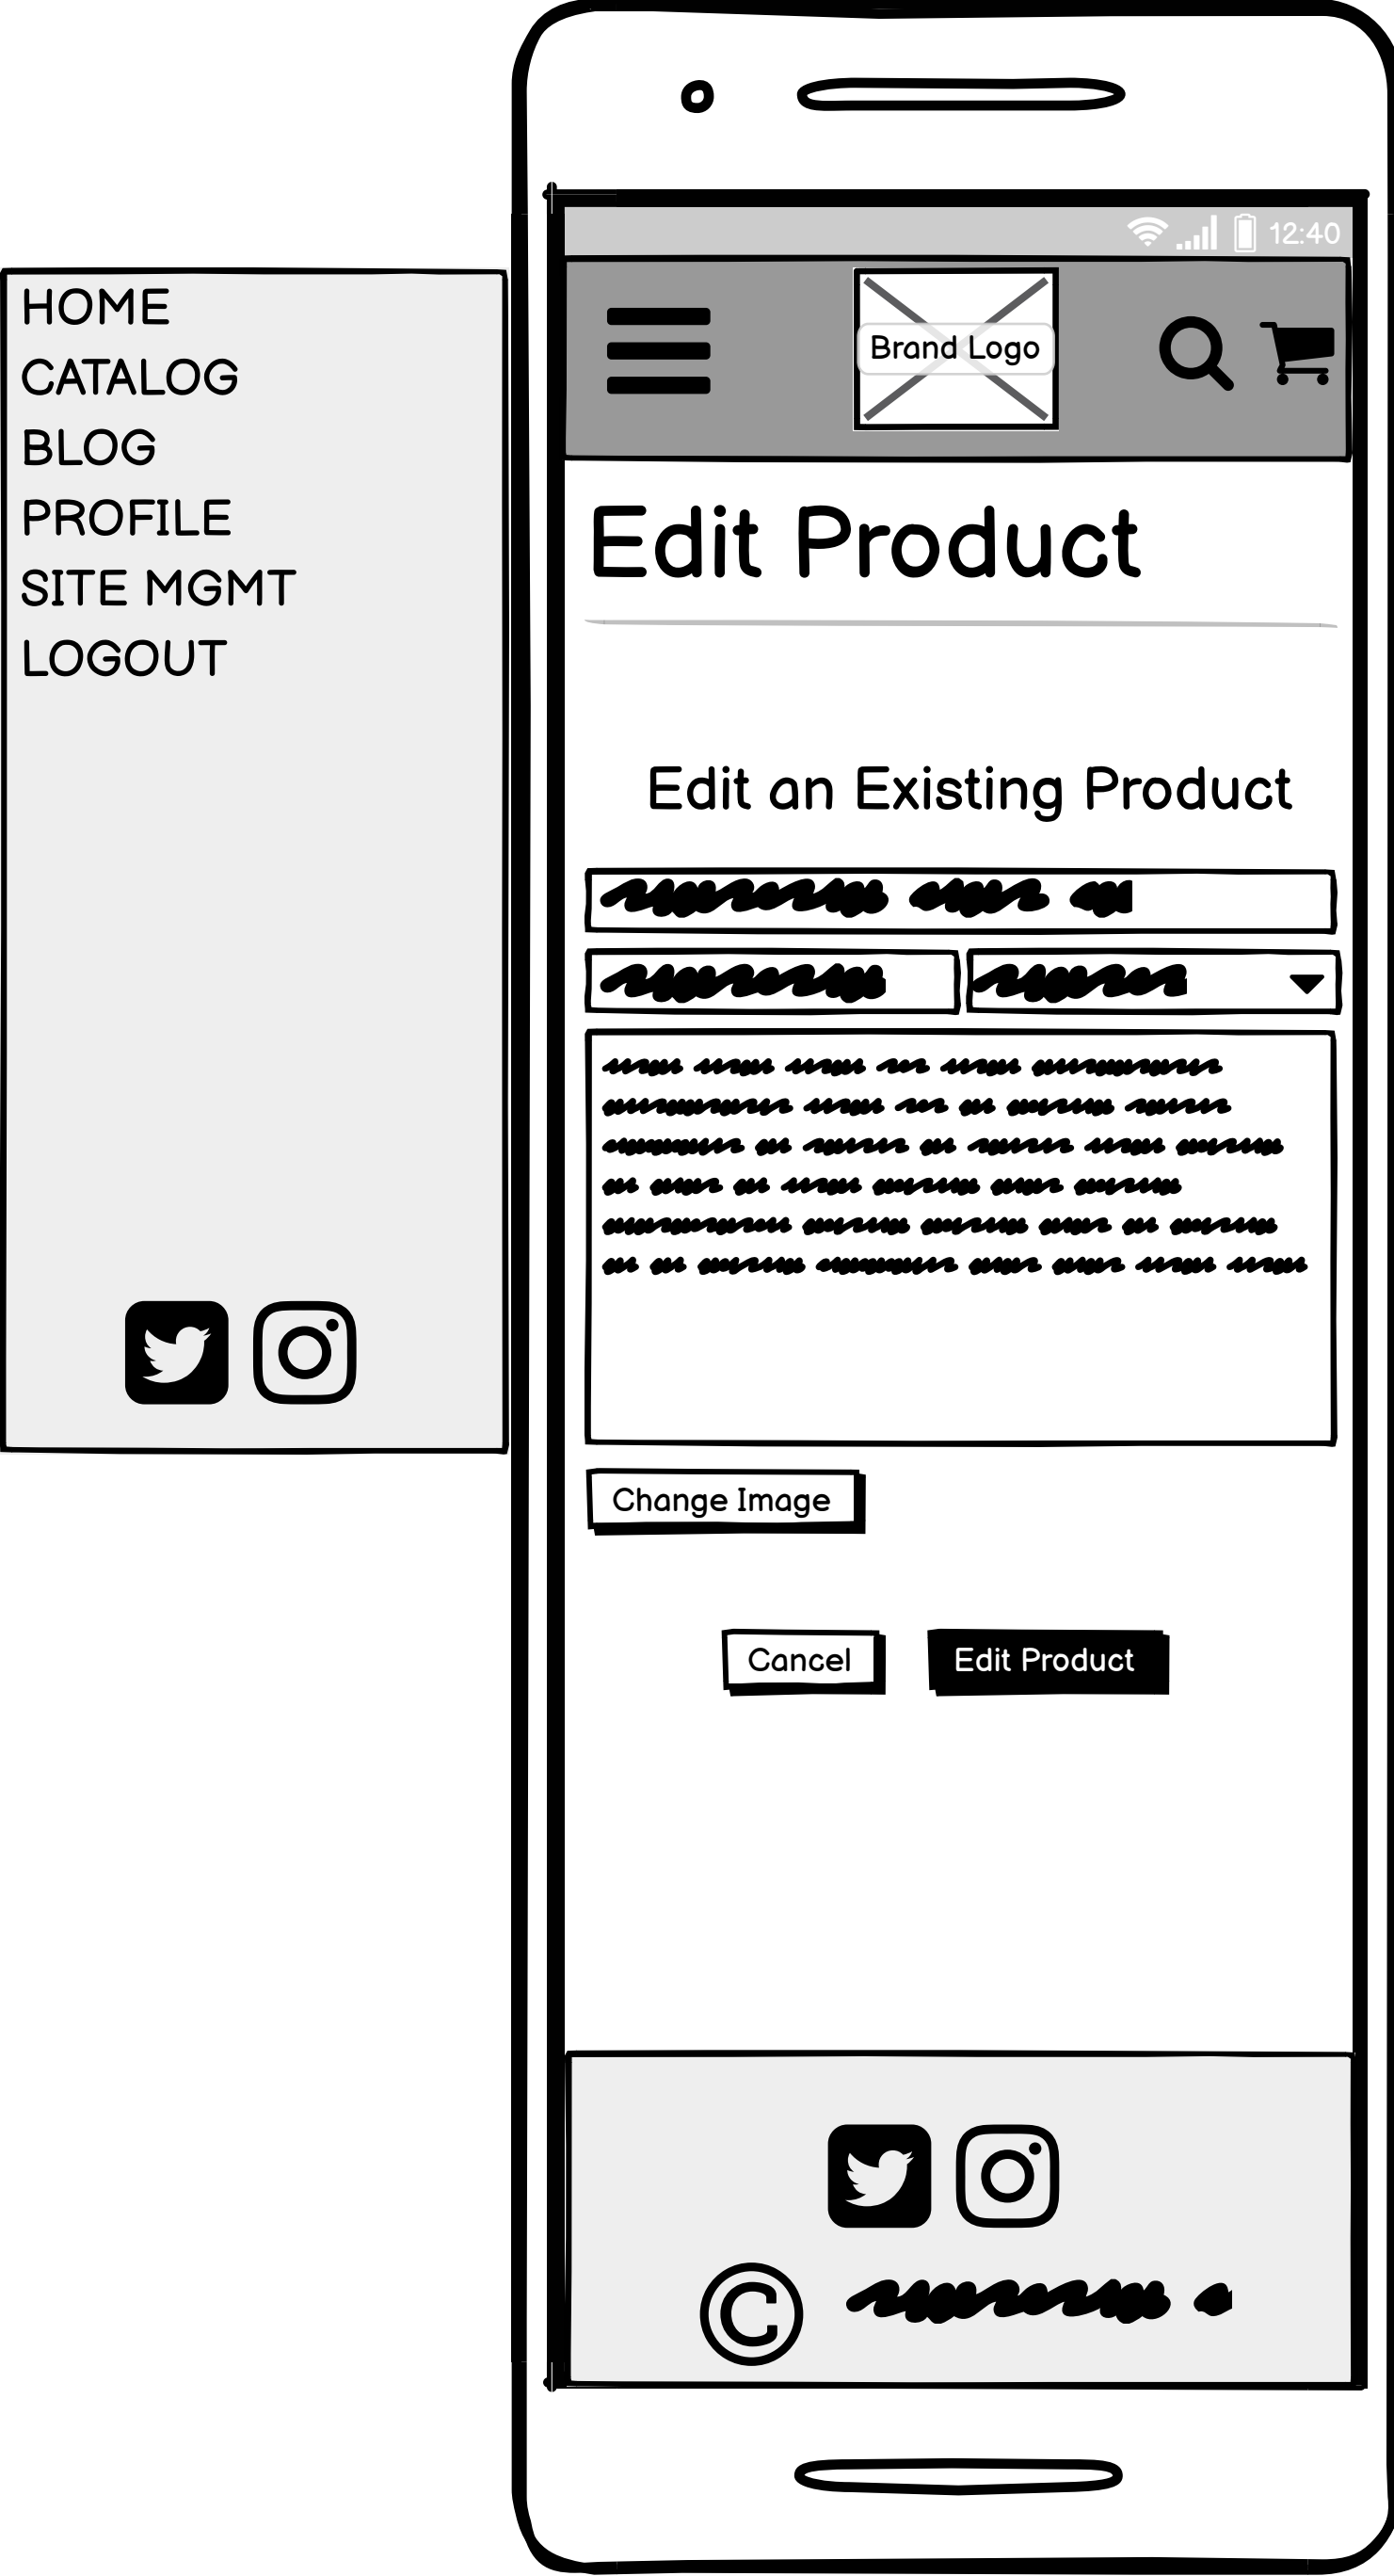 HOME
CATALOG
BLOG
PROFILE
SITE MGMT
LOGOUT
12:40
Brand Logo
Edit Product
Edit an Existing Product
Change Image
Cancel
Edit Product
©